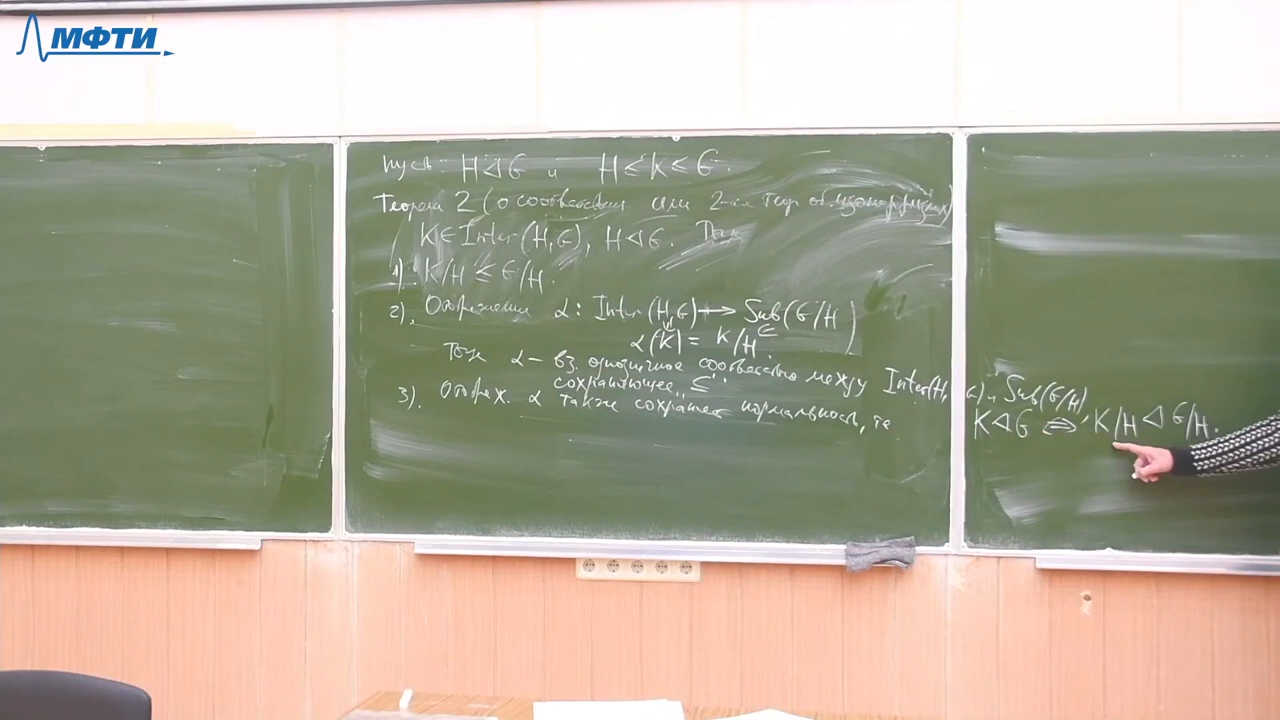 МФТИ
Пусть: H ⊲ G и H ≤ K ≤ G.
Теорема 2 (о соответствии или 2-ая теор об изоморфизмах)
K ∈ Inter(H,G), H ⊲ G. Тогда
1). K/H ≤ G/H.
2). Отображение α: Inter(H,G) ↦ Sub(G/H)
α(K) = K/H
Тогда α – вз. однозначное соответствие между Inter(H,G) и Sub(G/H)
сохраняющее "⊆"
3). Отображ. α также сохраняет нормальность, те K ⊲ G ⇔ K/H ⊲ G/H.